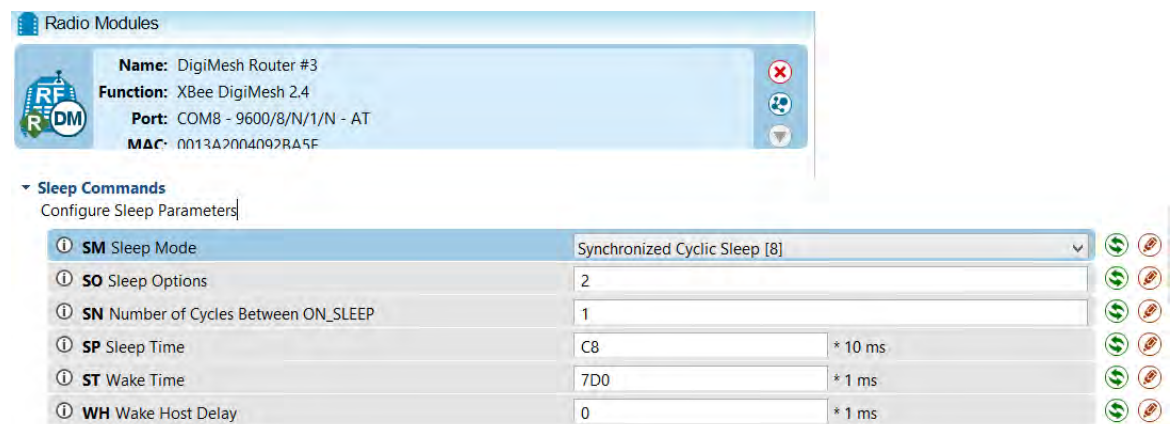 Radio Modules
Name: DigiMesh Router #3
Function: XBee DigiMesh 2.4
Port: COM8 - 9600/8/N/1/N - AT
MAC: 0013A2004092BA5F
RF
R DM
Sleep Commands
Configure Sleep Parameters
SM Sleep Mode Synchronized Cyclic Sleep [8]
SO Sleep Options 2
SN Number of Cycles Between ON_SLEEP 1
SP Sleep Time C8 * 10 ms
ST Wake Time 7D0 * 1 ms
WH Wake Host Delay 0 * 1 ms